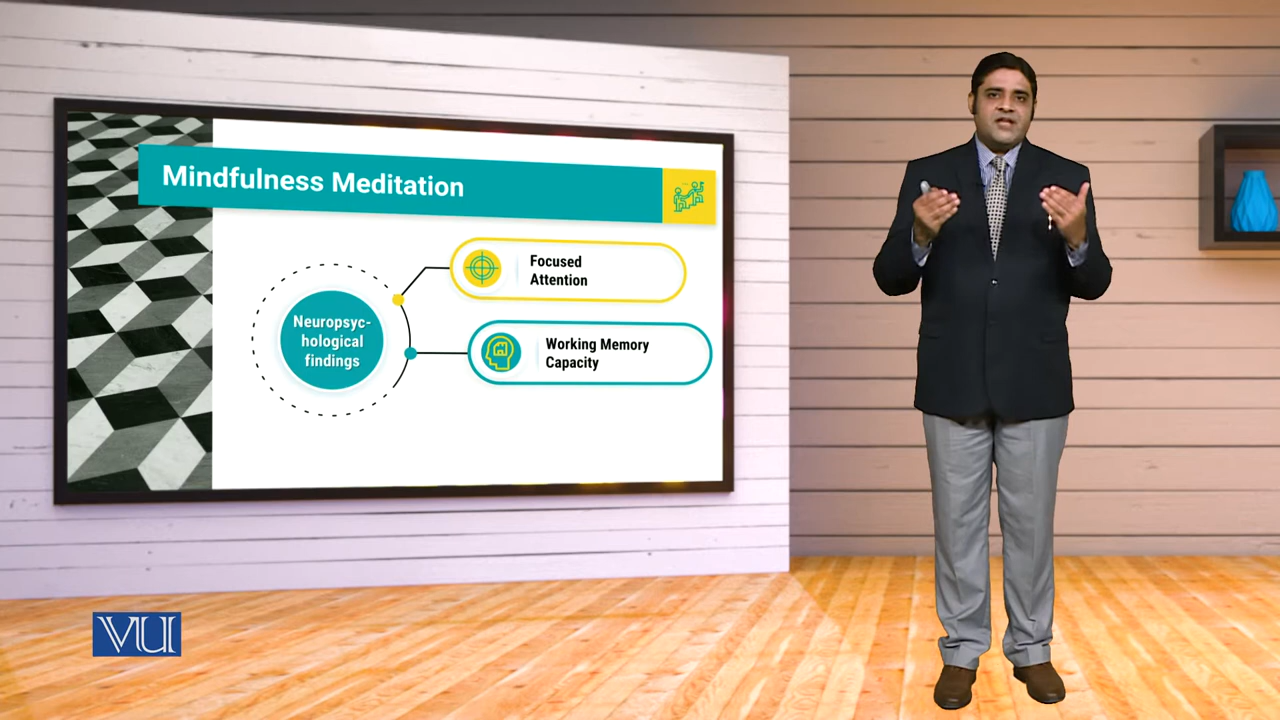 Mindfulness Meditation
Focused
Attention
Neuropsyc-
hological
findings
Working Memory
Capacity
VU